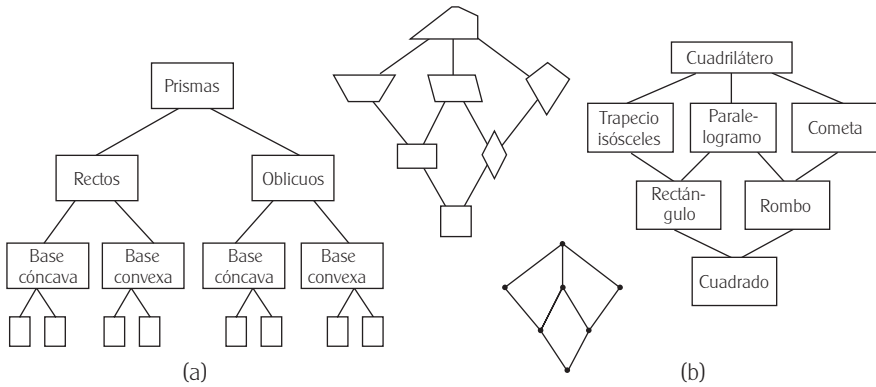 Prismas
Rectos
Oblicuos
Base
cóncava
Base
convexa
Base
cóncava
Base
convexa
(a)
Cuadrilátero
Trapecio
isósceles
Parale-
logramo
Cometa
Rectán-
gulo
Rombo
Cuadrado
(b)